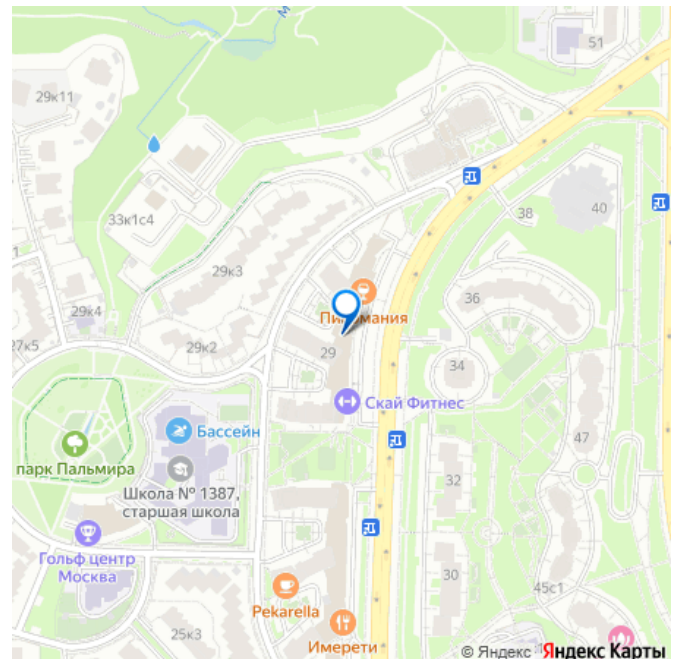 51
29к11
33к1с4
38
40
29к3
36
Пивомания
29к4
27к5
29к2
29
34
Скай Фитнес
Бассейн
47
парк Пальмира
Школа № 1387,
старшая школа
32
Гольф центр
Москва
30
45с1
Pekarella
25к3
Имерети
© Яндекс Яндекс Карты